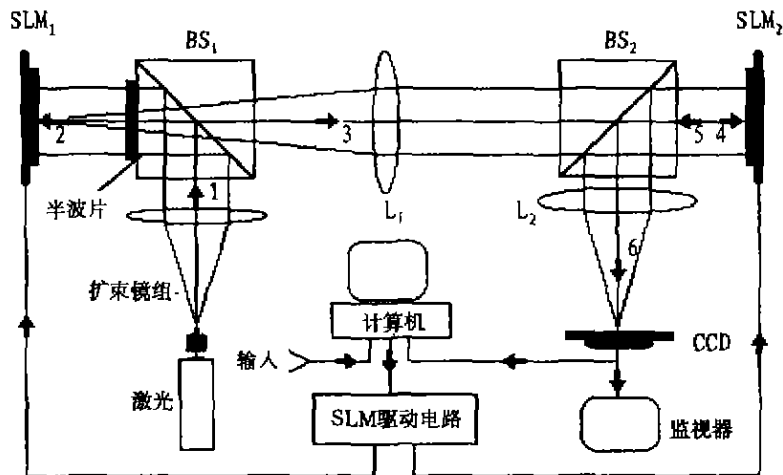 SLM₁
BS₁
BS₂
SLM₂
2
3
5
4
1
半波片
L₁
L₂
6
扩束镜组
计算机
CCD
输入
激光
SLM驱动电路
监视器